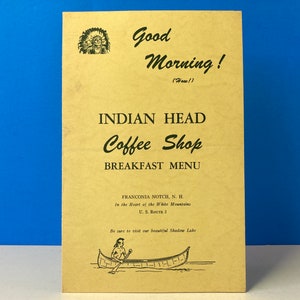 Good
Morning!
(How!)
INDIAN HEAD
Coffee Shop
BREAKFAST MENU
FRANCONIA NOTCH, N. H.
In the Heart of the White Mountains
U. S. ROUTE 3
Be sure to visit our beautiful Shadow Lake